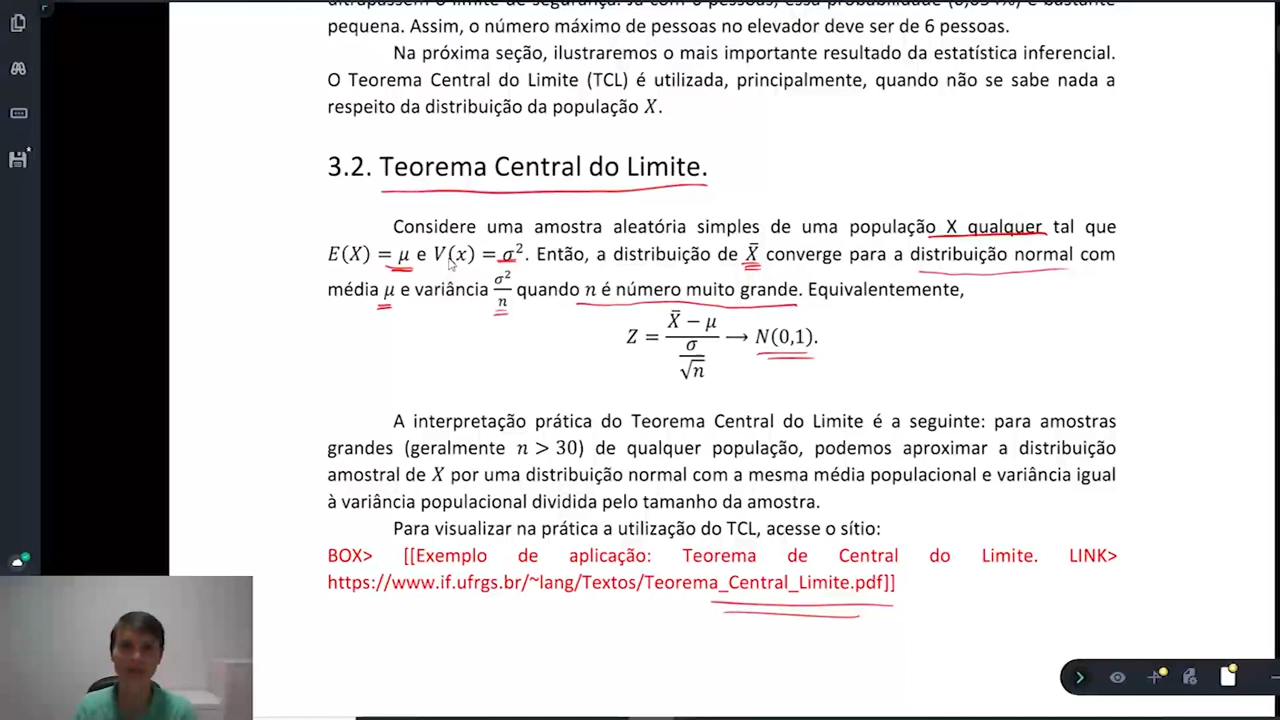 ultrapassem o limite de segurança. Já com 6 pessoas, essa probabilidade (0,054%) é bastante
pequena. Assim, o número máximo de pessoas no elevador deve ser de 6 pessoas.
Na próxima seção, ilustraremos o mais importante resultado da estatística inferencial.
O Teorema Central do Limite (TCL) é utilizada, principalmente, quando não se sabe nada a
respeito da distribuição da população X.
3.2. Teorema Central do Limite.
Considere uma amostra aleatória simples de uma população X qualquer tal que
E(X) = μ e V(x) = σ². Então, a distribuição de X̄ converge para a distribuição normal com
média μ e variância σ²/n quando n é número muito grande. Equivalentemente,
Z = (X̄ − μ)/(σ/√n) → N(0,1).
A interpretação prática do Teorema Central do Limite é a seguinte: para amostras
grandes (geralmente n > 30) de qualquer população, podemos aproximar a distribuição
amostral de X por uma distribuição normal com a mesma média populacional e variância igual
à variância populacional dividida pelo tamanho da amostra.
Para visualizar na prática a utilização do TCL, acesse o sítio:
BOX> [[Exemplo de aplicação: Teorema de Central do Limite. LINK>
https://www.if.ufrgs.br/~lang/Textos/Teorema_Central_Limite.pdf]]